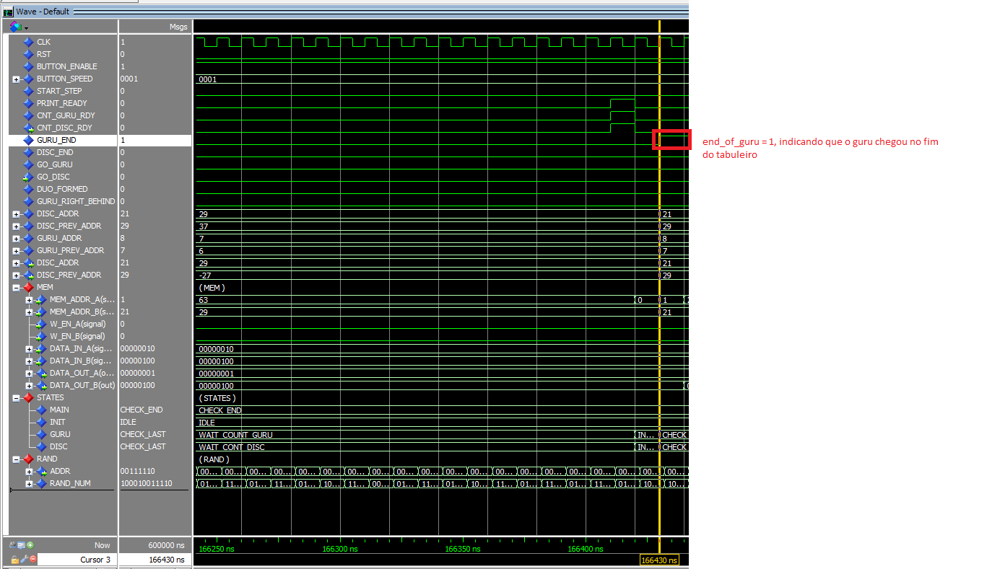 Wave - Default
Msgs
CLK 1
RST 0
BUTTON_ENABLE 1
BUTTON_SPEED 0001 0001
START_STEP 0
PRINT_READY 0
CNT_GURU_RDY 0
CNT_DISC_RDY 0
GURU_END 1
end_of_guru = 1, indicando que o guru chegou no fim
do tabuleiro
DISC_END 0
GO_GURU 0
GO_DISC 0
DUO_FORMED 0
GURU_RIGHT_BEHIND 0
DISC_ADDR 21 29 21
DISC_PREV_ADDR 29 37 29
GURU_ADDR 8 7 8
GURU_PREV_ADDR 7 6 7
DISC_ADDR 21 29 21
DISC_PREV_ADDR 29 -27 29
MEM ( MEM )
MEM_ADDR_A(s... 1 63 0 1
MEM_ADDR_B(s... 21 29 21
W_EN_A(signal) 0
W_EN_B(signal) 0
DATA_IN_A(sig... 00000010 00000010
DATA_IN_B(sig... 00000100 00000100
DATA_OUT_A(o... 00000001 00000001
DATA_OUT_B(out) 00000100 00000100
STATES ( STATES )
MAIN CHECK_END CHECK END
INIT IDLE IDLE
GURU CHECK_LAST WAIT COUNT GURU IN... CHECK
DISC CHECK_LAST WAIT CONT DISC IN... CHECK
RAND ( RAND )
ADDR 00111110 00... 00... 00... 00... 00... 00... 00... 00... 00... 00... 00... 00... 00... 00... 00... 00... 00... 00... 00... 00...
RAND_NUM 100010011110 01... 11... 01... 11... 01... 10... 11... 00... 01... 11... 01... 10... 11... 01... 11... 01... 11... 01... 10... 10...
Now 600000 ns
166250 ns 166300 ns 166350 ns 166400 ns
Cursor 3 166430 ns 166430 ns